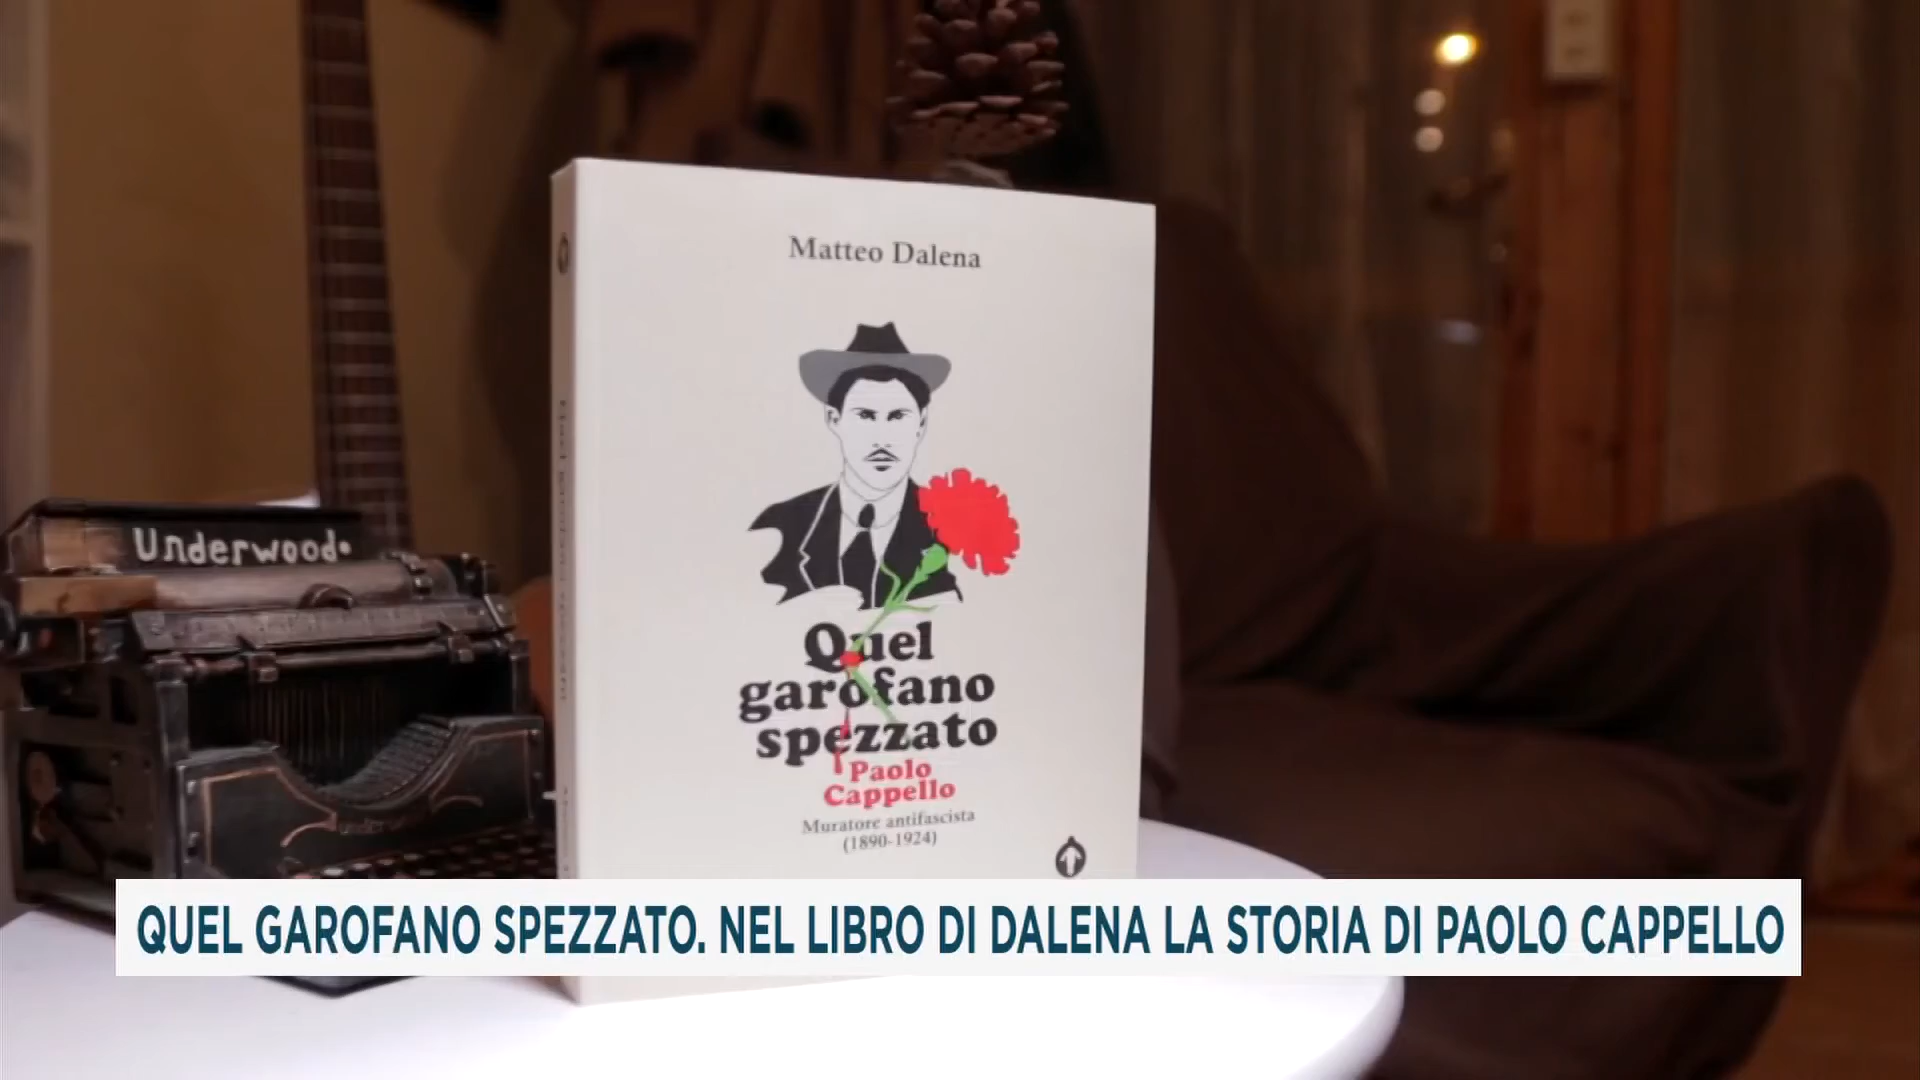 Matteo Dalena
Underwood
Quel
garofano
spezzato
Paolo
Cappello
Muratore antifascista
(1890-1924)
QUEL GAROFANO SPEZZATO. NEL LIBRO DI DALENA LA STORIA DI PAOLO CAPPELLO